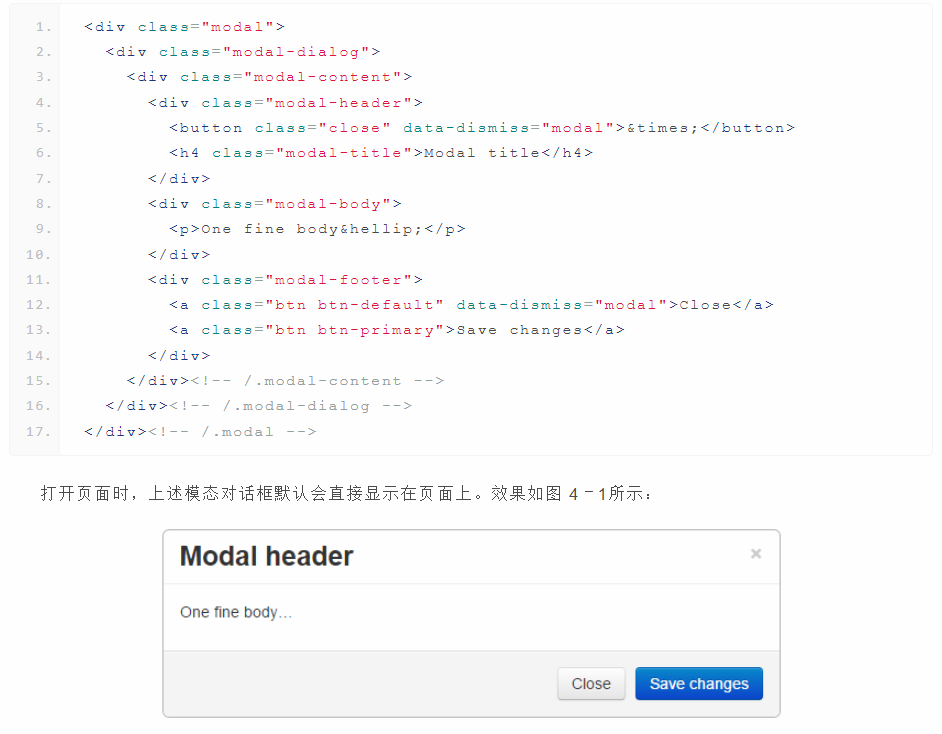 1. <div class="modal">
2. <div class="modal-dialog">
3. <div class="modal-content">
4. <div class="modal-header">
5. <button class="close" data-dismiss="modal">&times;</button>
6. <h4 class="modal-title">Modal title</h4>
7. </div>
8. <div class="modal-body">
9. <p>One fine body&hellip;</p>
10. </div>
11. <div class="modal-footer">
12. <a class="btn btn-default" data-dismiss="modal">Close</a>
13. <a class="btn btn-primary">Save changes</a>
14. </div>
15. </div><!-- /.modal-content -->
16. </div><!-- /.modal-dialog -->
17. </div><!-- /.modal -->
打开页面时，上述模态对话框默认会直接显示在页面上。效果如图 4－1所示：
Modal header ×
One fine body…
Close Save changes